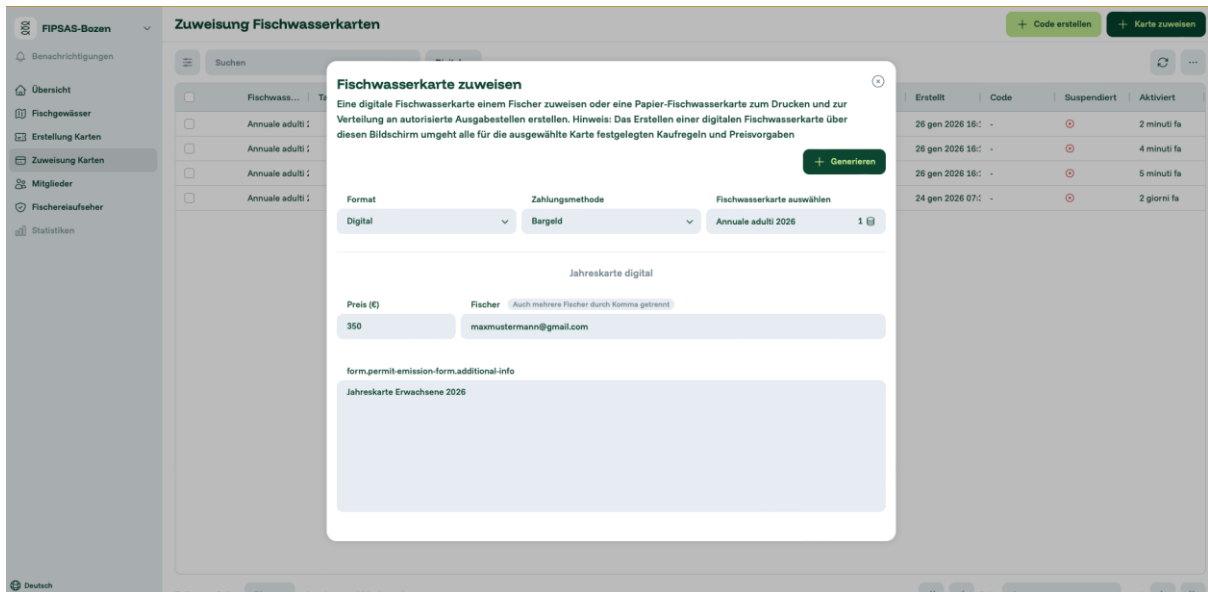 FIPSAS-Bozen
Zuweisung Fischwasserkarten
+ Code erstellen
+ Karte zuweisen
Benachrichtigungen
Suchen
Übersicht
Fischgewässer
Erstellung Karten
Zuweisung Karten
Mitglieder
Fischereiaufseher
Statistiken
Fischwass...
Erstellt
Code
Suspendiert
Aktiviert
Annuale adulti
26 gen 2026 16:
-
2 minuti fa
Annuale adulti
26 gen 2026 16:
-
4 minuti fa
Annuale adulti
26 gen 2026 16:
-
5 minuti fa
Annuale adulti
24 gen 2026 07:
-
2 giorni fa
Fischwasserkarte zuweisen
Eine digitale Fischwasserkarte einem Fischer zuweisen oder eine Papier-Fischwasserkarte zum Drucken und zur
Verteilung an autorisierte Ausgabestellen erstellen. Hinweis: Das Erstellen einer digitalen Fischwasserkarte über
diesen Bildschirm umgeht alle für die ausgewählte Karte festgelegten Kaufregeln und Preisvorgaben
+ Generieren
Format
Zahlungsmethode
Fischwasserkarte auswählen
Digital
Bargeld
Annuale adulti 2026
1
Jahreskarte digital
Preis (€)
Fischer
Auch mehrere Fischer durch Komma getrennt
350
maxmustermann@gmail.com
form.permit-emission-form.additional-info
Jahreskarte Erwachsene 2026
Deutsch